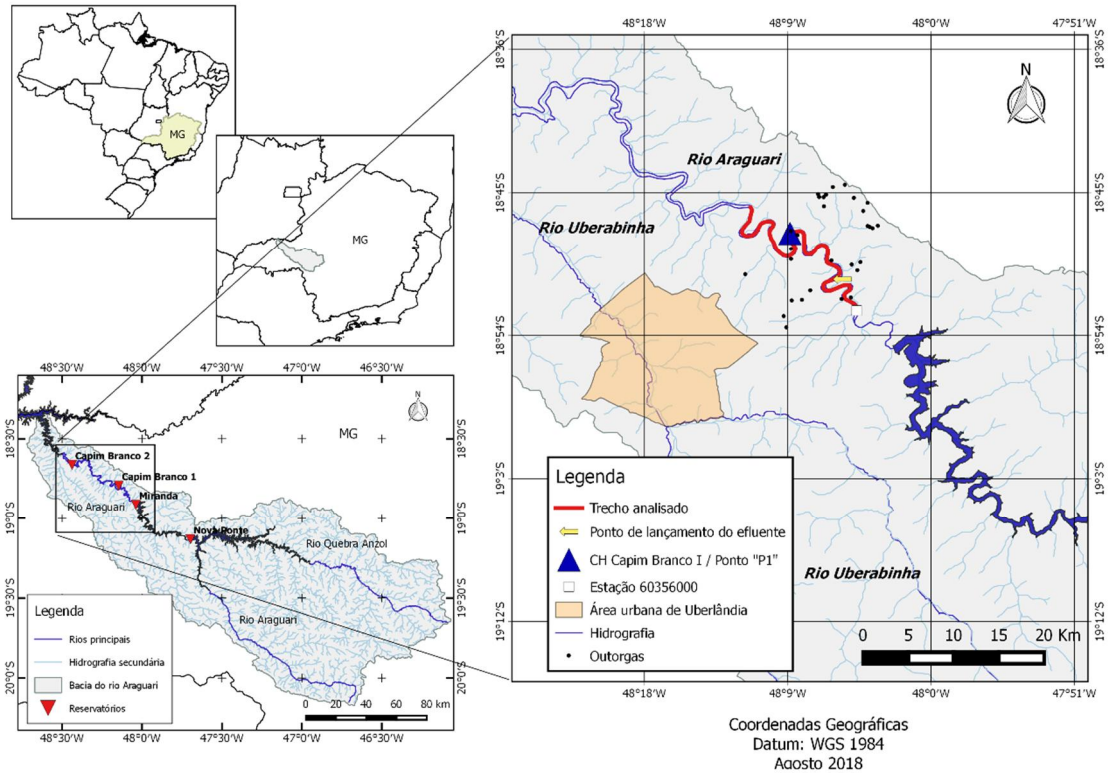 MG
MG
48°30'W 48°0'W 47°30'W 47°0'W 46°30'W
18°30'S 18°30'S
19°0'S 19°0'S
19°30'S 19°30'S
20°0'S 20°0'S
N
MG
Capim Branco 2
Capim Branco 1
Miranda
Rio Araguari
Nova Ponte
Rio Quebra Anzol
Rio Araguari
Legenda
Rios principais
Hidrografia secundária
Bacia do rio Araguari
Reservatórios
0 20 40 60 80 km
48°30'W 48°0'W 47°30'W 47°0'W 46°30'W
48°18'W 48°9'W 48°0'W 47°51'W
18°36'S 18°36'S
18°45'S 18°45'S
18°54'S 18°54'S
19°3'S 19°3'S
19°12'S 19°12'S
N
Rio Araguari
Rio Uberabinha
Rio Uberabinha
Legenda
Trecho analisado
Ponto de lançamento do efluente
CH Capim Branco I / Ponto "P1"
Estação 60356000
Área urbana de Uberlândia
Hidrografia
Outorgas
0 5 10 15 20 Km
48°18'W 48°9'W 48°0'W 47°51'W
Coordenadas Geográficas
Datum: WGS 1984
Agosto 2018